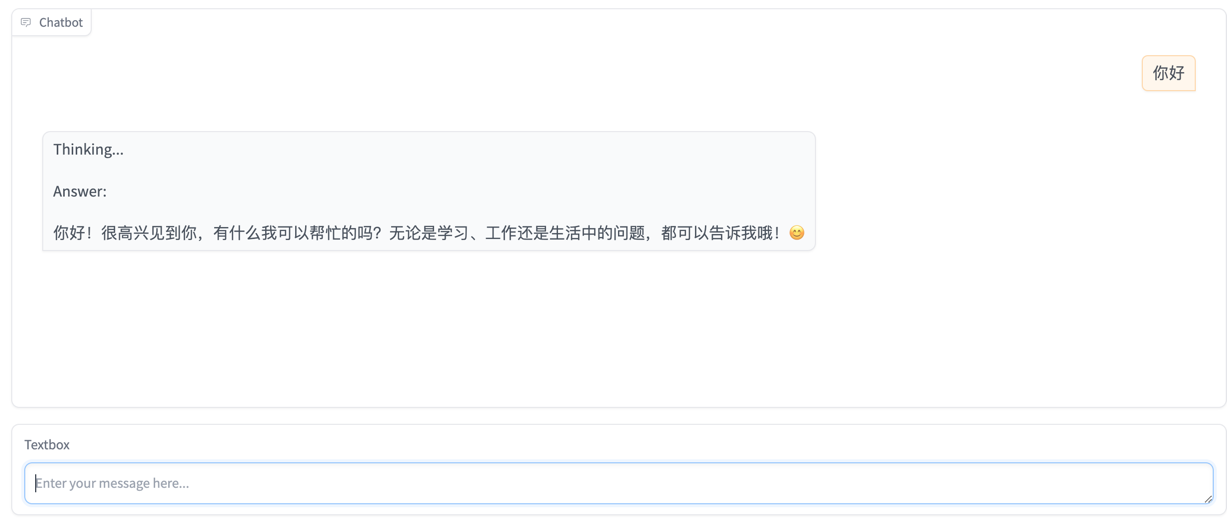 Chatbot
你好
Thinking...
Answer:
你好！很高兴见到你，有什么我可以帮忙的吗？无论是学习、工作还是生活中的问题，都可以告诉我哦！😊
Textbox
Enter your message here...